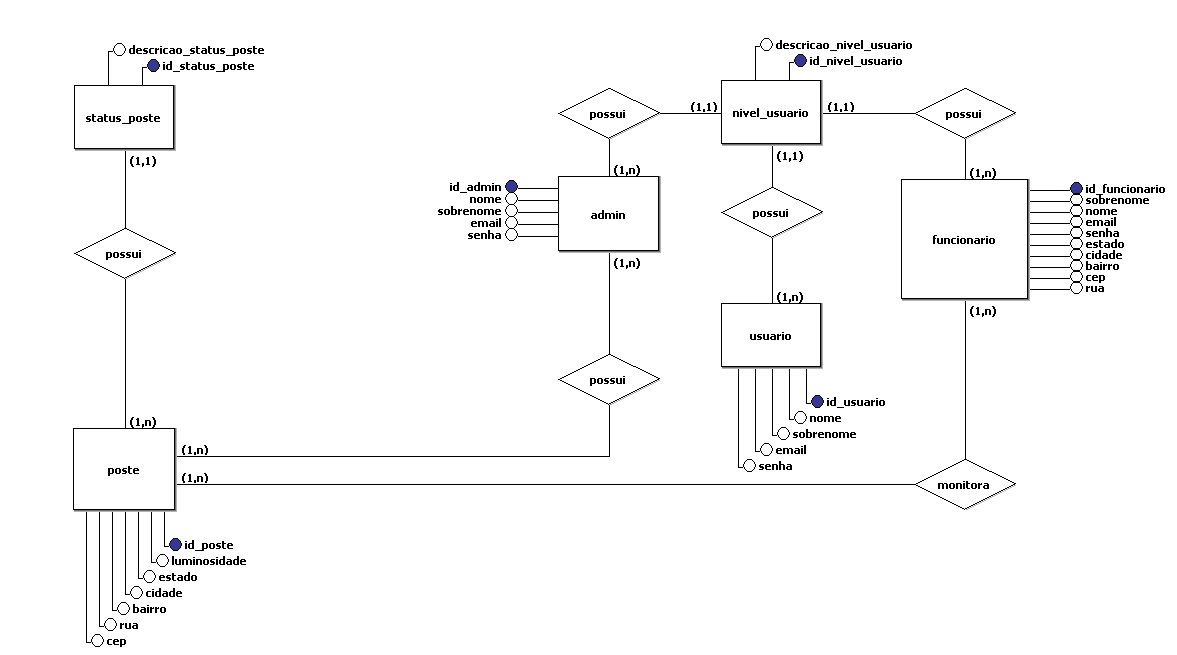 descricao_status_poste
id_status_poste
status_poste
(1,1)
possui
(1,n)
poste
(1,n)
(1,n)
id_poste
luminosidade
estado
cidade
bairro
rua
cep
possui
(1,1)
(1,n)
id_admin
nome
sobrenome
email
senha
admin
(1,n)
possui
descricao_nivel_usuario
id_nivel_usuario
nivel_usuario
(1,1)
possui
(1,n)
usuario
id_usuario
nome
sobrenome
email
senha
(1,1)
possui
(1,n)
funcionario
id_funcionario
sobrenome
nome
email
senha
estado
cidade
bairro
cep
rua
(1,n)
monitora